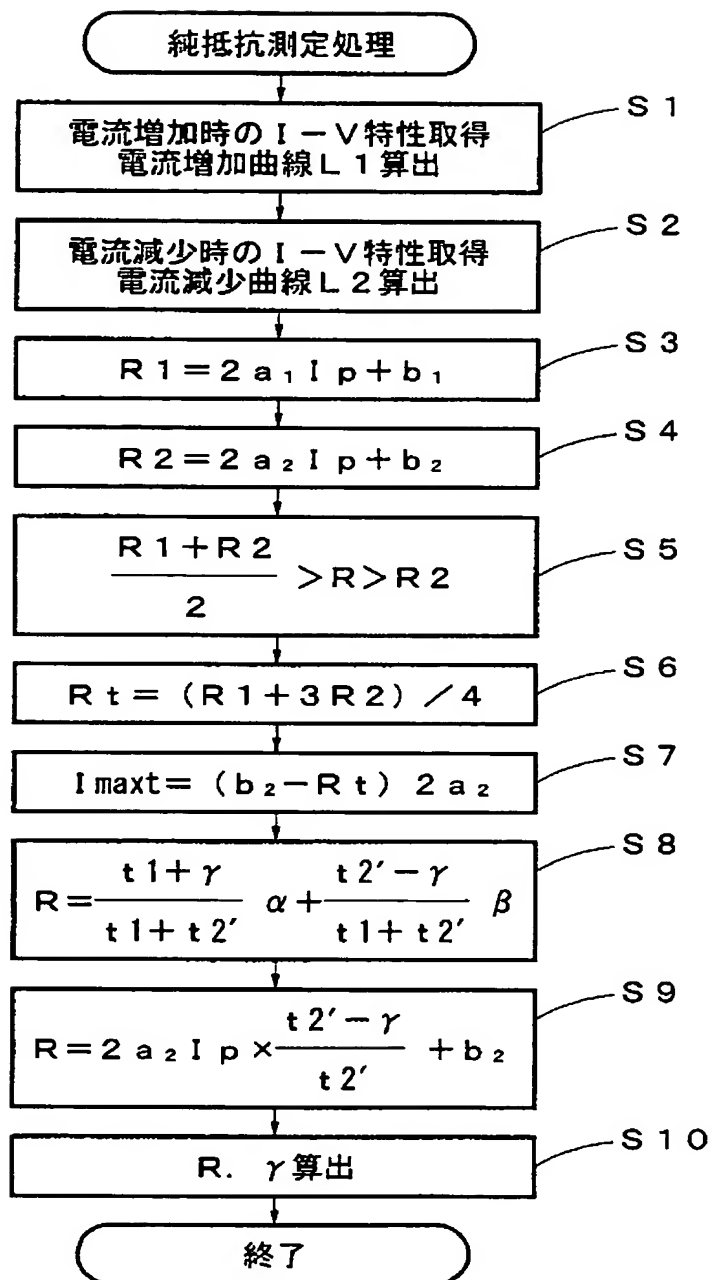 純抵抗測定処理
S1
電流増加時のI－V特性取得
電流増加曲線L1算出
S2
電流減少時のI－V特性取得
電流減少曲線L2算出
S3
R1＝2a₁Ip＋b₁
S4
R2＝2a₂Ip＋b₂
S5
(R1＋R2)/2 ＞R＞R2
S6
Rt＝(R1＋3R2)／4
S7
Imaxt＝(b₂－Rt)2a₂
S8
R＝(t1＋γ)/(t1＋t2′) α＋(t2′－γ)/(t1＋t2′) β
S9
R＝2a₂Ip×(t2′－γ)/t2′ ＋b₂
S10
R. γ算出
終了